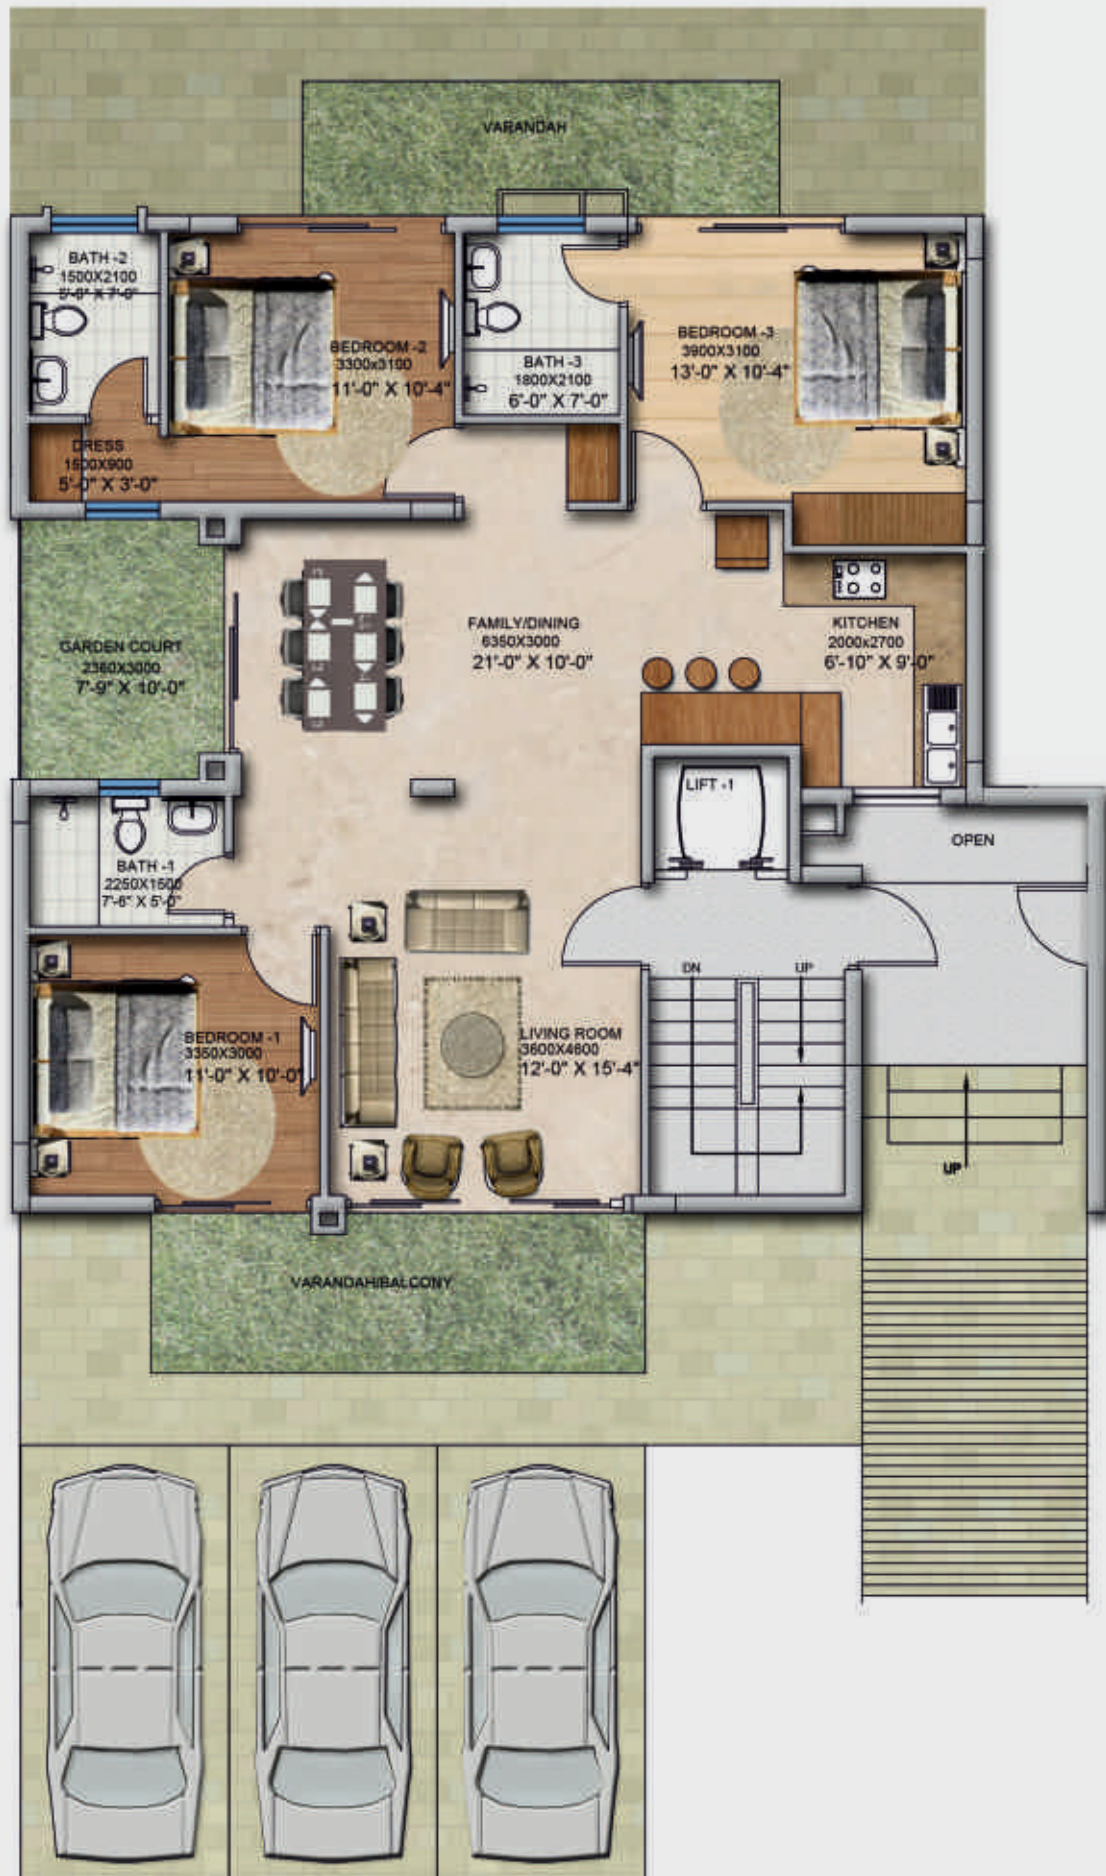 VARANDAH
BATH -2
1500X2100
5'-0" X 7'-0"
BEDROOM -2
3300x3100
11'-0" X 10'-4"
BATH -3
1800X2100
6'-0" X 7'-0"
BEDROOM -3
3900X3100
13'-0" X 10'-4"
DRESS
1500X900
5'-0" X 3'-0"
GARDEN COURT
2360X3000
7'-9" X 10'-0"
FAMILY/DINING
6350X3000
21'-0" X 10'-0"
KITCHEN
2000x2700
6'-10" X 9'-0"
LIFT -1
OPEN
BATH -1
2250X1500
7'-6" X 5'-0"
DN
UP
BEDROOM -1
3350X3000
11'-0" X 10'-0"
LIVING ROOM
3600X4600
12'-0" X 15'-4"
UP
VARANDAH/BALCONY